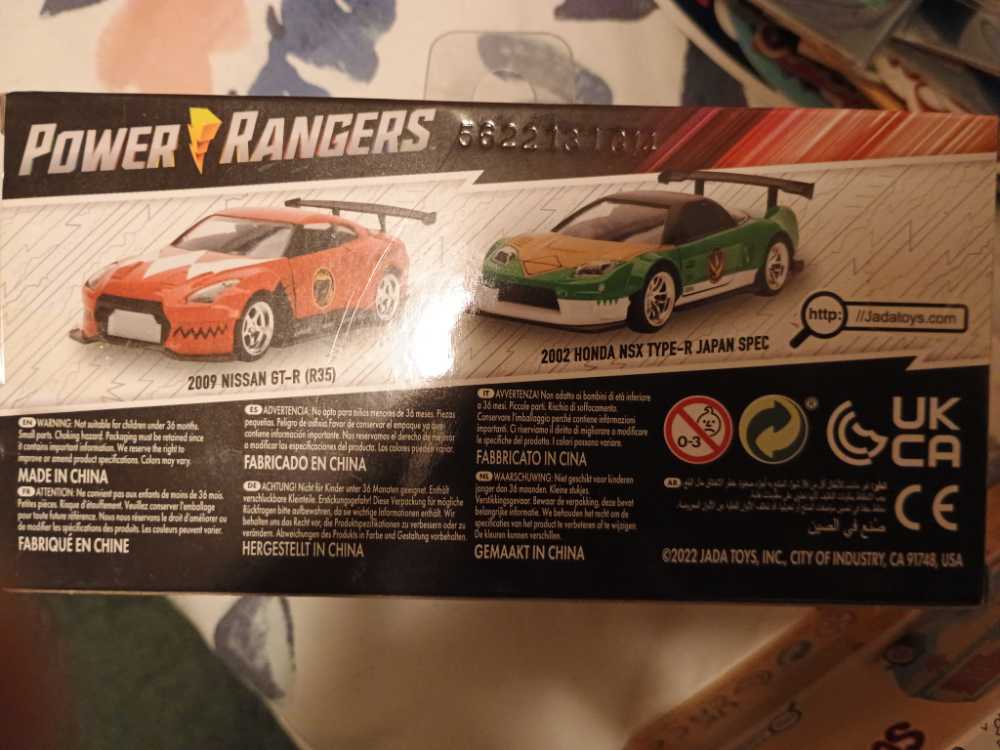 POWER RANGERS
http: //Jadatoys.com
2009 NISSAN GT-R (R35)
2002 HONDA NSX TYPE-R JAPAN SPEC
EN WARNING: Not suitable for children under 36 months.
Small parts. Choking hazard. Packaging must be retained since
it contains important information. We reserve the right to
improve or amend product specifications. Colors may vary.
MADE IN CHINA
FR ATTENTION: Ne convient pas aux enfants de moins de 36 mois.
Petites pièces. Risque d'étouffement. Veuillez conserver l'emballage
pour toute référence. Nous nous réservons le droit d'améliorer ou
de modifier les spécifications des produits. Les couleurs peuvent varier.
FABRIQUÉ EN CHINE
ES ADVERTENCIA: No apto para niños menores de 36 meses. Piezas
pequeñas. Peligro de asfixia. Favor de conservar el empaque ya que
contiene información importante. Nos reservamos el derecho de mejorar
o modificar las especificaciones del producto. Los colores pueden variar.
FABRICADO EN CHINA
DE ACHTUNG! Nicht für Kinder unter 36 Monaten geeignet. Enthält
verschluckbare Kleinteile. Erstickungsgefahr! Diese Verpackung für mögliche
Rückfragen bitte aufbewahren, da sie wichtige Information enthält. Wir
behalten uns das Recht vor, die Produktspezifikationen zu verbessern oder zu
verändern. Abweichungen des Produkts in Farbe und Gestaltung vorbehalten.
HERGESTELLT IN CHINA
IT AVVERTENZA! Non adatto ai bambini di età inferiore
a 36 mesi. Piccole parti. Rischio di soffocamento.
Conservare l'imballaggio perché contiene informazioni
importanti. Ci riserviamo il diritto di migliorare o modificare
le specifiche del prodotto. I colori possono variare.
FABBRICATO IN CINA
NL WAARSCHUWING: Niet geschikt voor kinderen
jonger dan 36 maanden. Kleine stukjes.
Verstikkingsgevaar. Bewaar de verpakking, deze bevat
belangrijke informatie. We behouden het recht om de
specificaties van het product te verbeteren of te wijzigen.
De kleuren kunnen verschillen.
GEMAAKT IN CHINA
0-3
UK
CA
CE
AR
صنع في الصين
©2022 JADA TOYS, INC., CITY OF INDUSTRY, CA 91748, USA